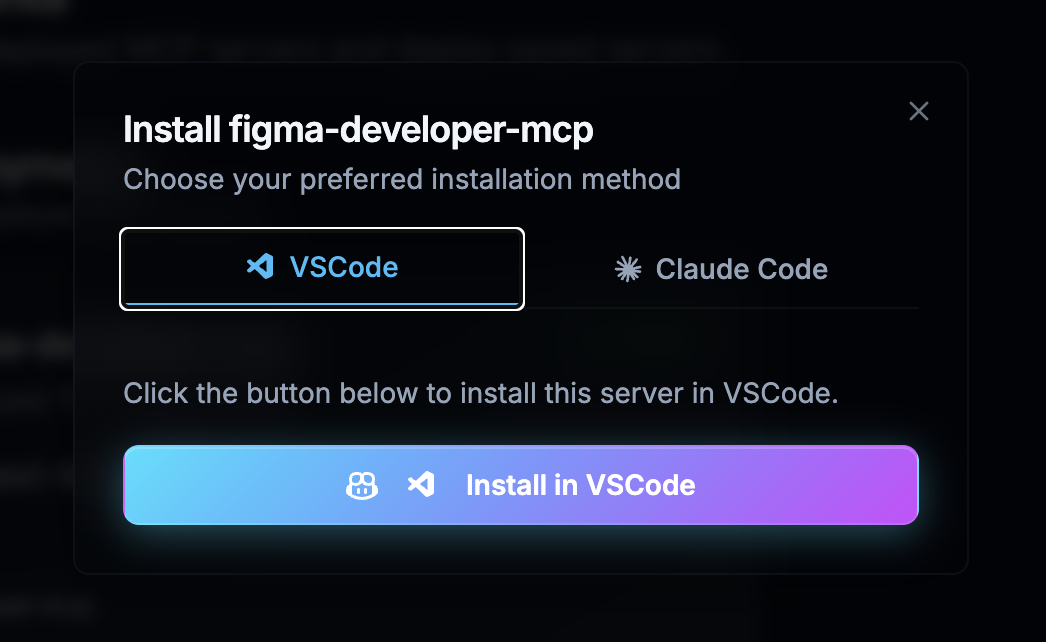 Install figma-developer-mcp
Choose your preferred installation method
VSCode
Claude Code
Click the button below to install this server in VSCode.
Install in VSCode